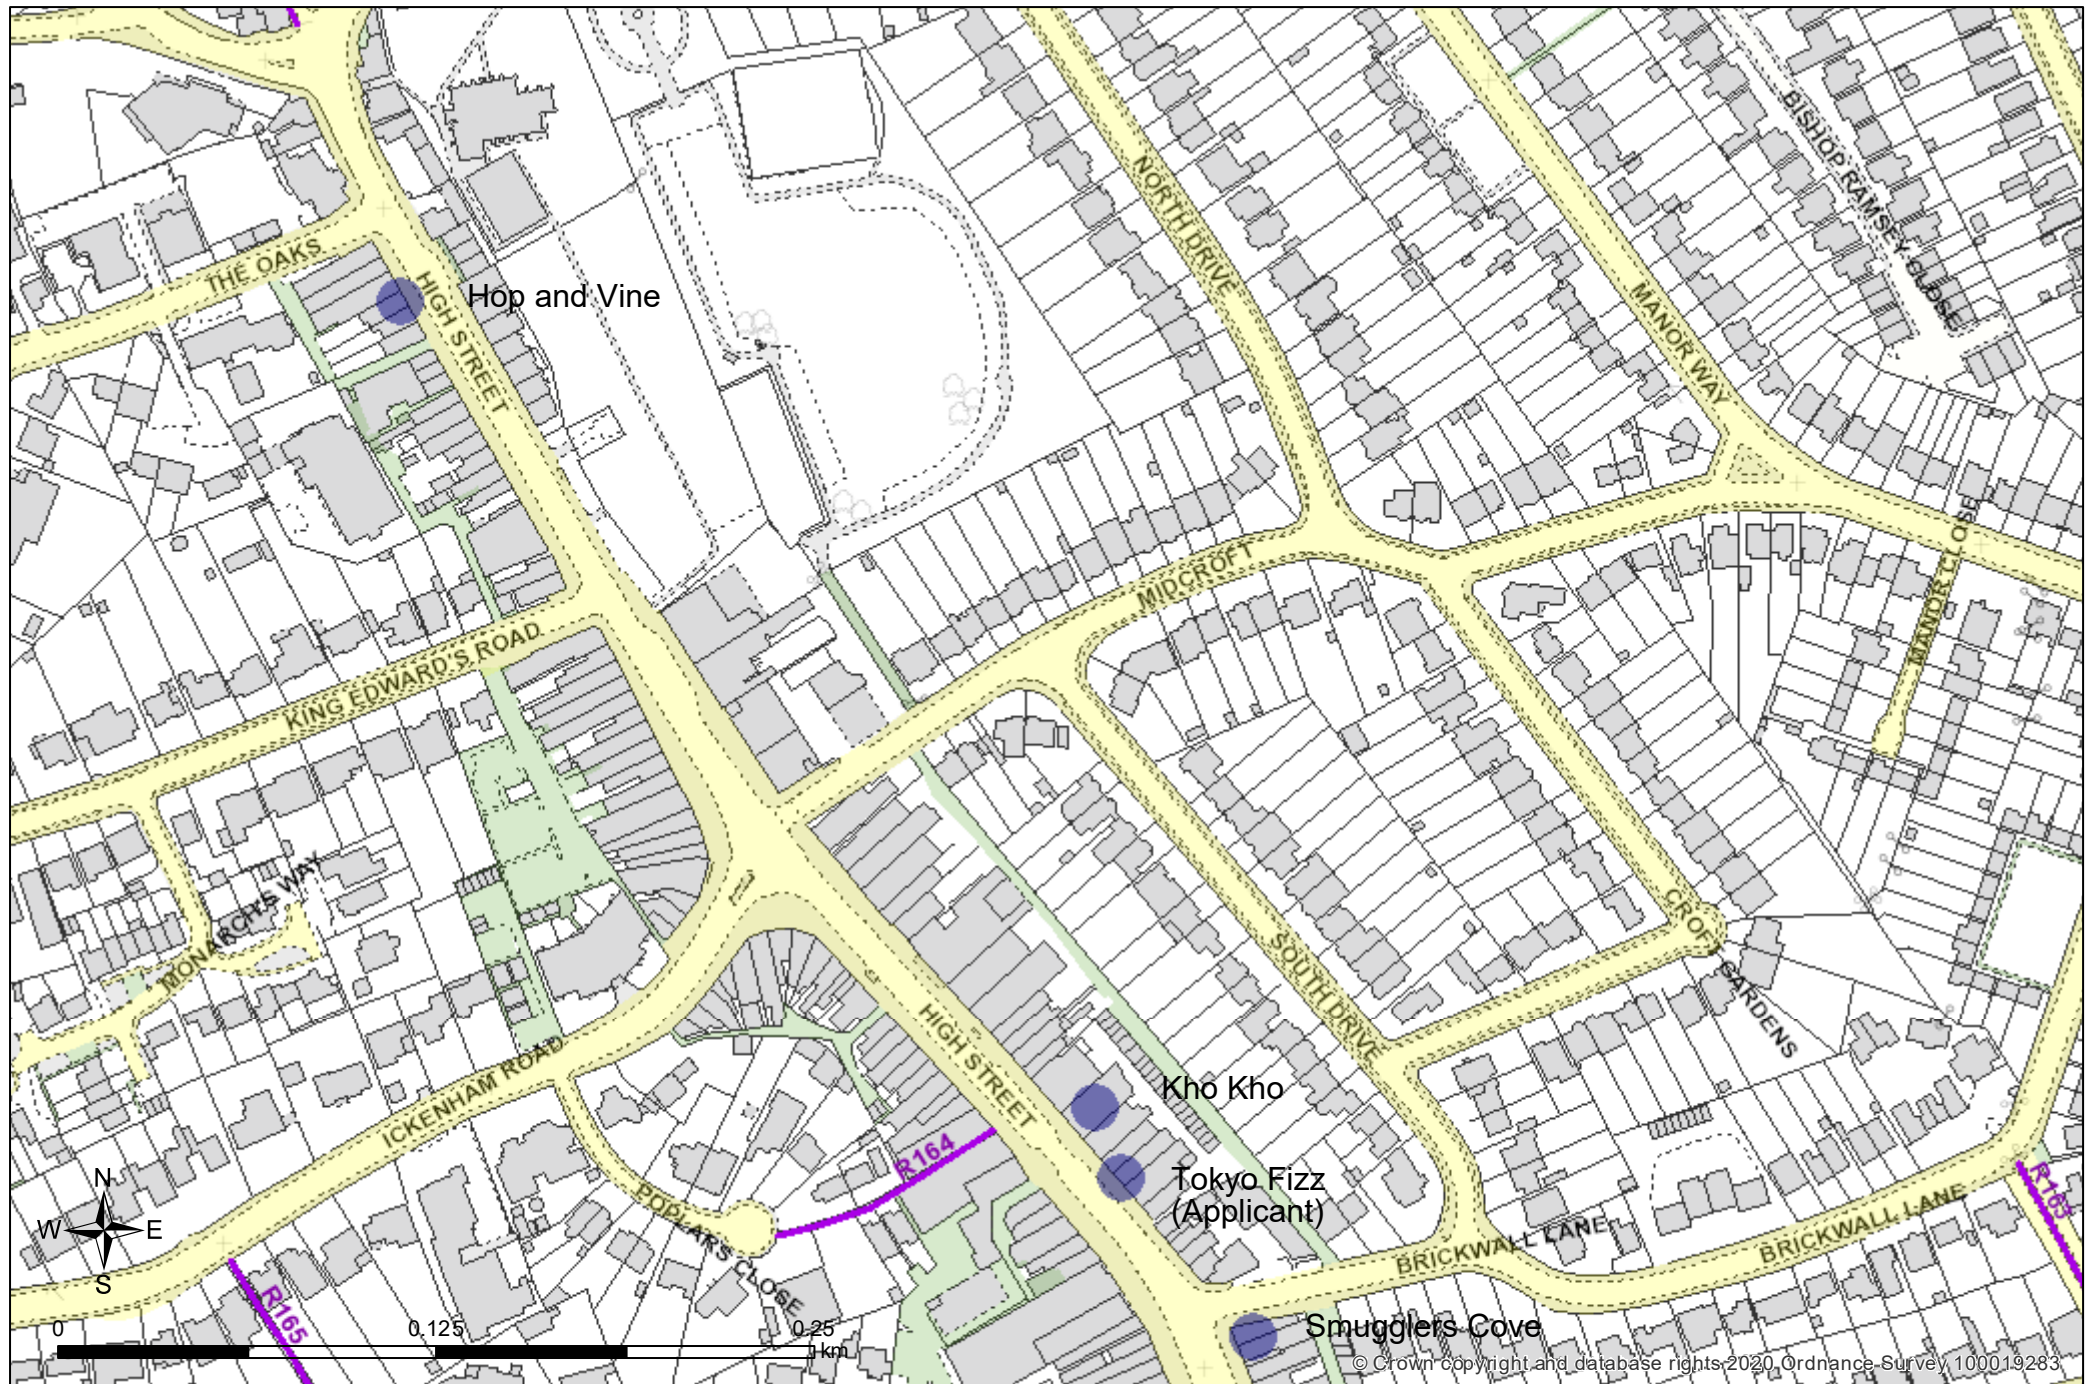 BISHOP RAMSEY CLOSE
NORTH DRIVE
THE OAKS
HIGH STREET
Hop and Vine
MANOR WAY
MANOR CLOSE
MIDCROFT
KING EDWARD'S ROAD
MONARCH'S WAY
CROFT GARDENS
SOUTH DRIVE
HIGH STREET
ICKENHAM ROAD
Kho Kho
R164
Tokyo Fizz
(Applicant)
POPLARS CLOSE
BRICKWALL LANE
BRICKWALL LANE
R163
N
W
E
S
R165
Smugglers Cove
0
0.125
0.25
km
© Crown copyright and database rights 2020 Ordnance Survey 100019283